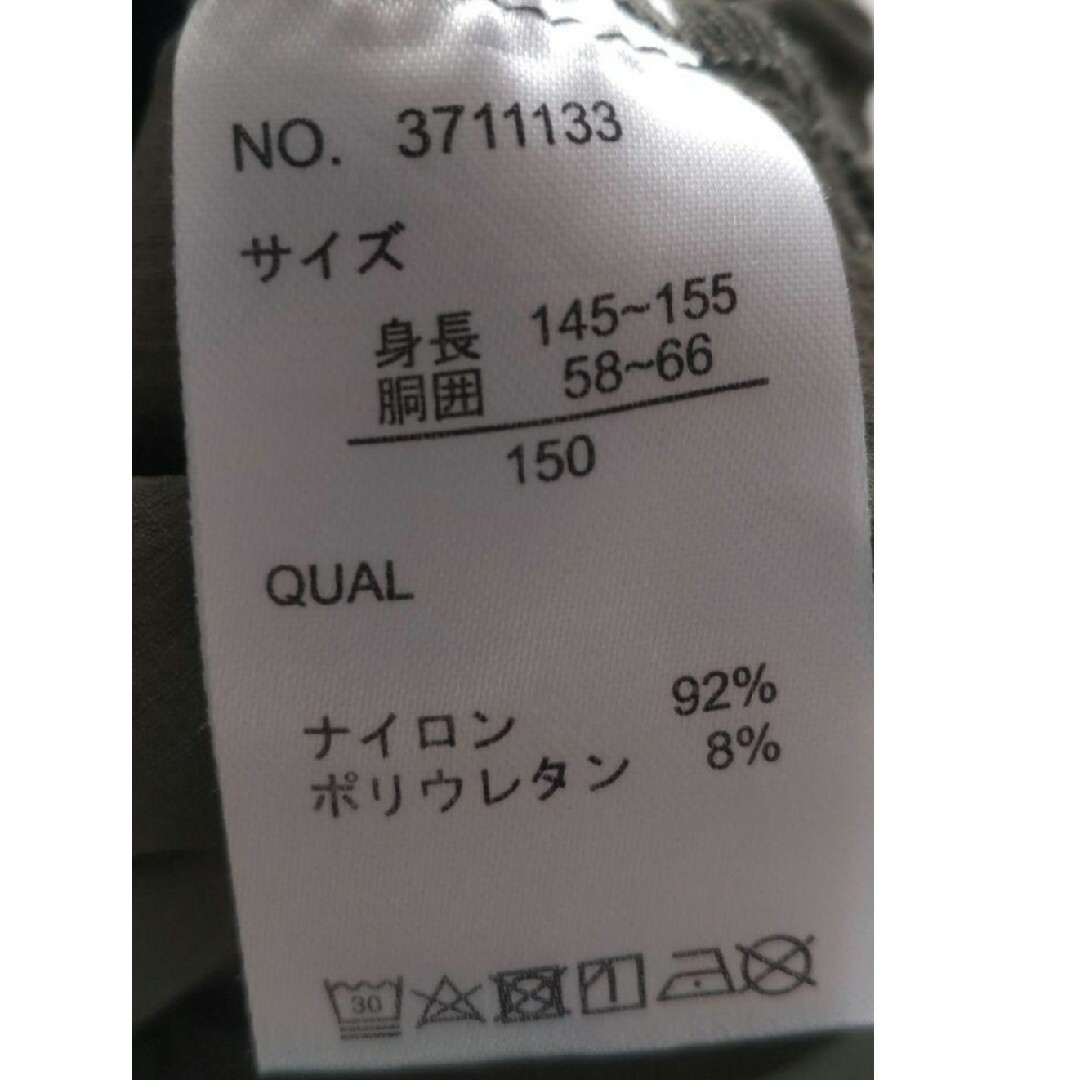 NO. 3711133
サイズ
身長 145~155
胴囲 58~66
150
QUAL
ナイロン 92%
ポリウレタン 8%
30